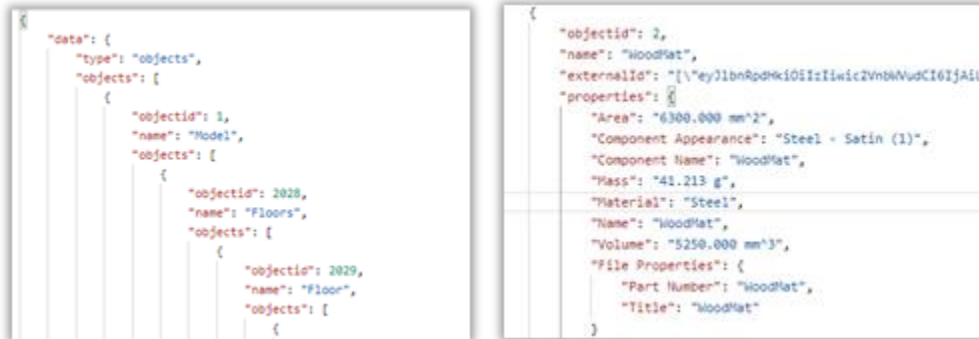 {
"data": {
"type": "objects",
"objects": [
{
"objectid": 1,
"name": "Model",
"objects": [
{
"objectid": 2028,
"name": "Floors",
"objects": [
{
"objectid": 2029,
"name": "Floor",
"objects": [
{
{
"objectid": 2,
"name": "WoodMat",
"externalId":
"properties": {
"Area": "6300.000 mm^2",
"Component Appearance": "Steel - Satin (1)",
"Component Name": "WoodMat",
"Mass": "41.213 g",
"Material": "Steel",
"Name": "WoodMat",
"Volume": "5250.000 mm^3",
"File Properties": {
"Part Number": "WoodMat",
"Title": "WoodMat"
}